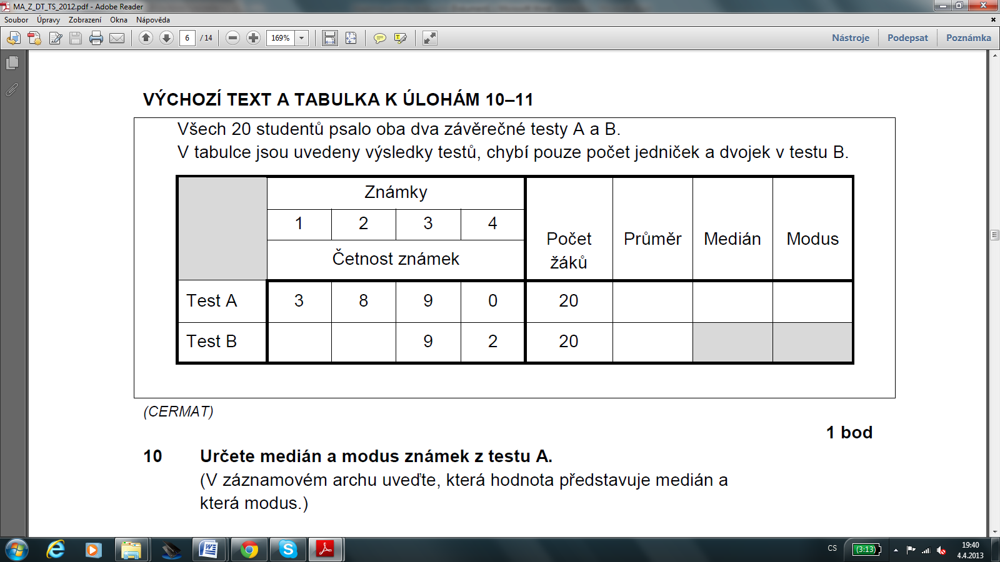 MA_Z_DT_TS_2012.pdf - Adobe Reader
Soubor Úpravy Zobrazení Okna Nápověda
6 / 14 169% Nástroje Podepsat Poznámka
VÝCHOZÍ TEXT A TABULKA K ÚLOHÁM 10–11
Všech 20 studentů psalo oba dva závěrečné testy A a B.
V tabulce jsou uvedeny výsledky testů, chybí pouze počet jedniček a dvojek v testu B.
Známky
1 2 3 4
Četnost známek
Počet žáků Průměr Medián Modus
Test A 3 8 9 0 20
Test B 9 2 20
(CERMAT)
1 bod
10 Určete medián a modus známek z testu A.
(V záznamovém archu uveďte, která hodnota představuje medián a
která modus.)
CS (3:13) 19:40
4.4.2013